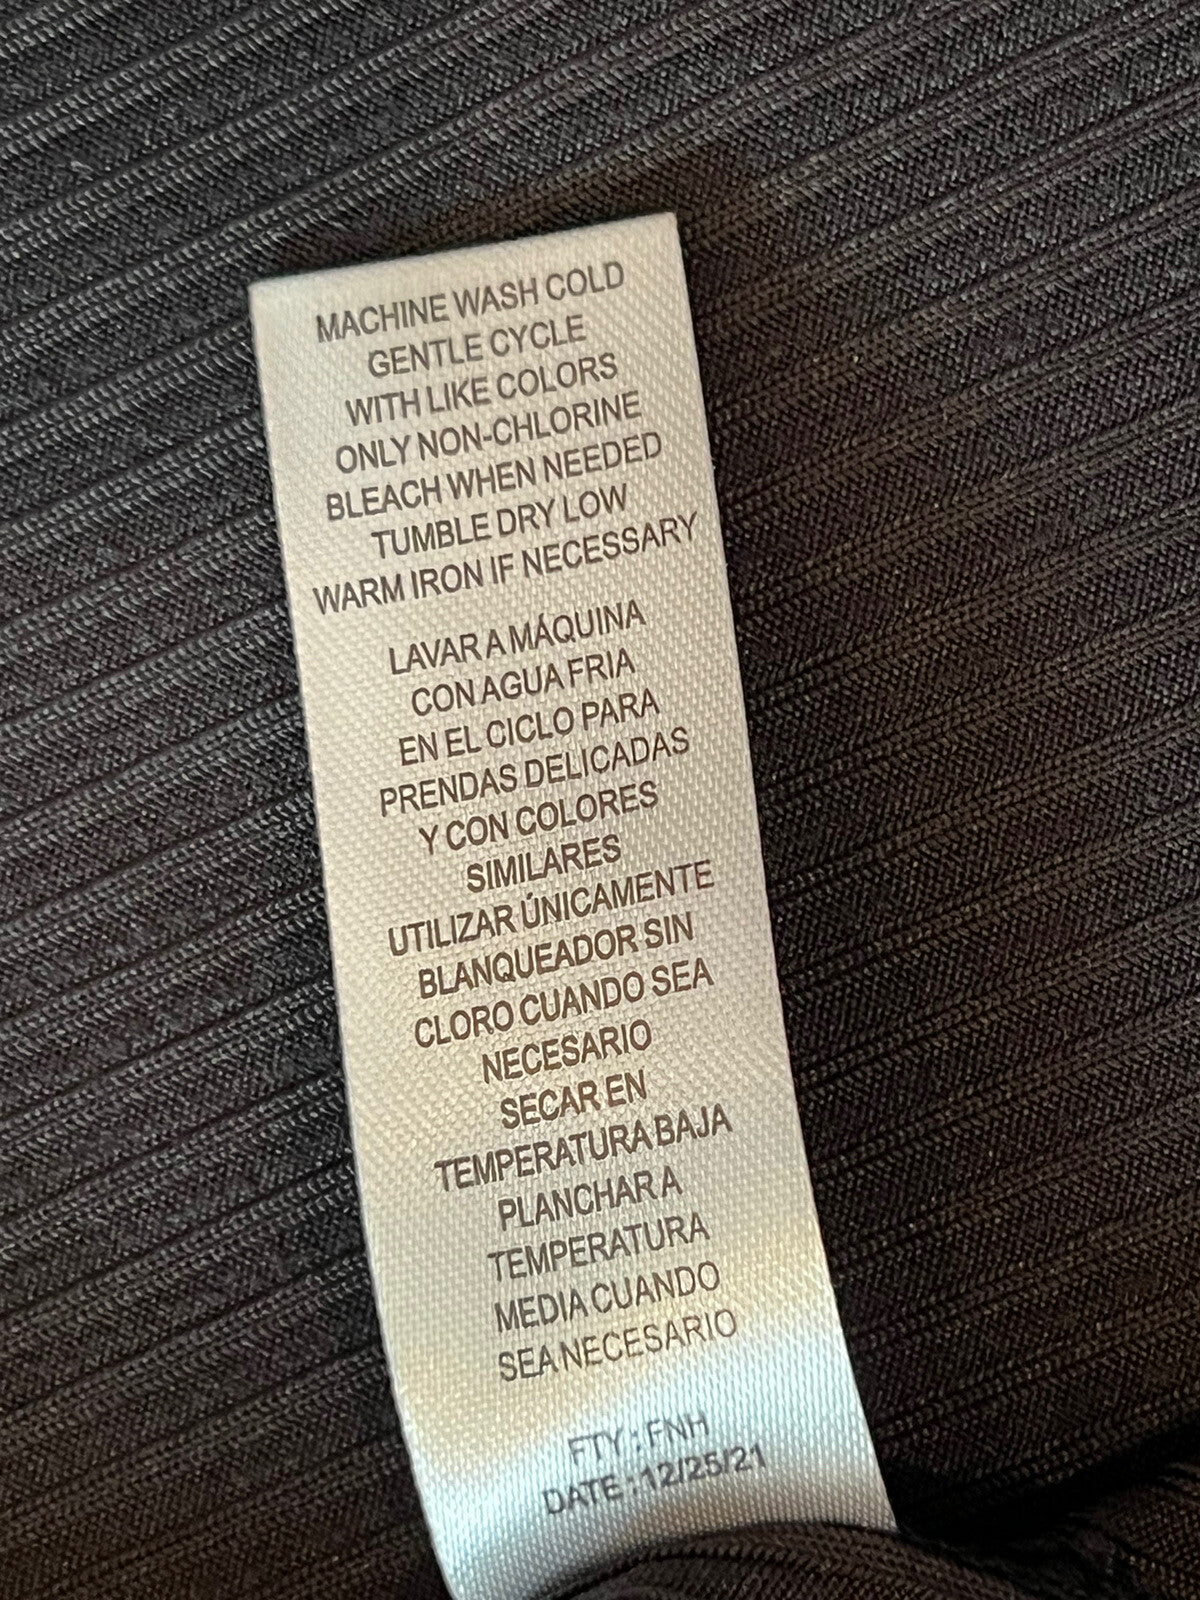 MACHINE WASH COLD
GENTLE CYCLE
WITH LIKE COLORS
ONLY NON-CHLORINE
BLEACH WHEN NEEDED
TUMBLE DRY LOW
WARM IRON IF NECESSARY
LAVAR A MÁQUINA
CON AGUA FRIA
EN EL CICLO PARA
PRENDAS DELICADAS
Y CON COLORES
SIMILARES
UTILIZAR ÚNICAMENTE
BLANQUEADOR SIN
CLORO CUANDO SEA
NECESARIO
SECAR EN
TEMPERATURA BAJA
PLANCHAR A
TEMPERATURA
MEDIA CUANDO
SEA NECESARIO
FTY : FNH
DATE : 12/25/21